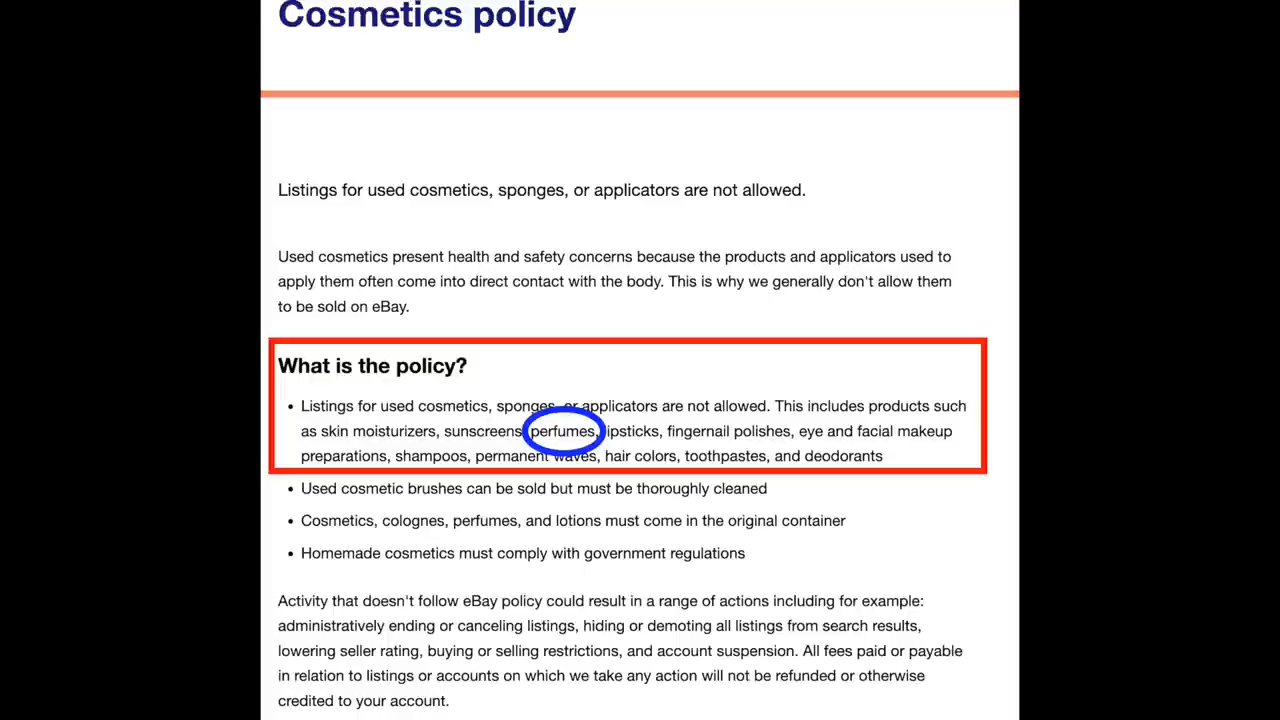 Cosmetics policy
Listings for used cosmetics, sponges, or applicators are not allowed.
Used cosmetics present health and safety concerns because the products and applicators used to
apply them often come into direct contact with the body. This is why we generally don't allow them
to be sold on eBay.
What is the policy?
• Listings for used cosmetics, sponges, or applicators are not allowed. This includes products such
as skin moisturizers, sunscreens, perfumes, lipsticks, fingernail polishes, eye and facial makeup
preparations, shampoos, permanent waves, hair colors, toothpastes, and deodorants
• Used cosmetic brushes can be sold but must be thoroughly cleaned
• Cosmetics, colognes, perfumes, and lotions must come in the original container
• Homemade cosmetics must comply with government regulations
Activity that doesn't follow eBay policy could result in a range of actions including for example:
administratively ending or canceling listings, hiding or demoting all listings from search results,
lowering seller rating, buying or selling restrictions, and account suspension. All fees paid or payable
in relation to listings or accounts on which we take any action will not be refunded or otherwise
credited to your account.